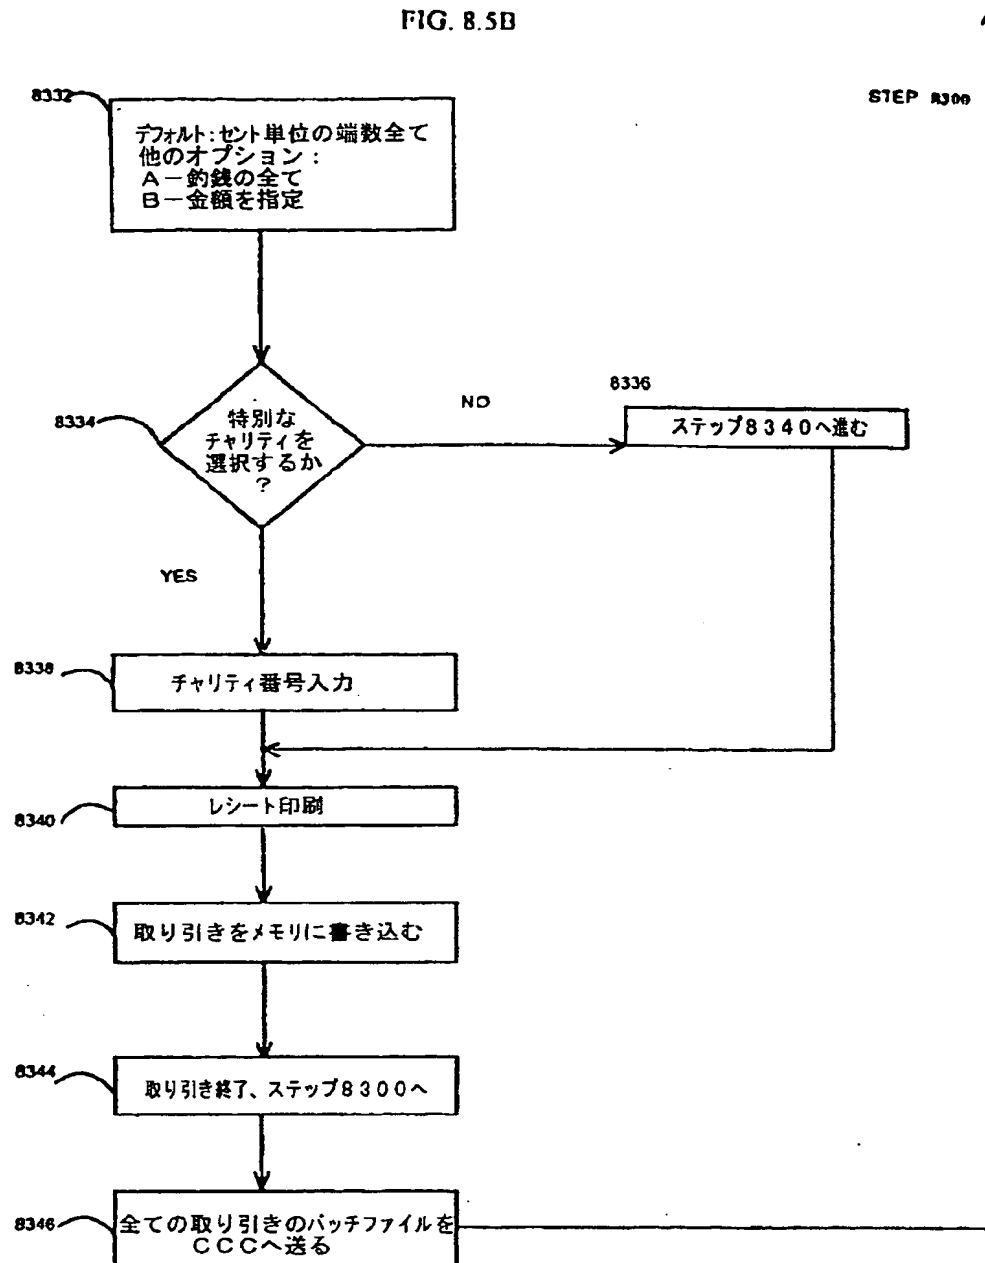 FIG. 8.5B
STEP 8300
8332
デフォルト:セント単位の端数全て
他のオプション:
A-釣銭の全て
B-金額を指定
8334
特別な
チャリティを
選択するか
?
NO
8336
ステップ8340へ進む
YES
8338
チャリティ番号入力
8340
レシート印刷
8342
取り引きをメモリに書き込む
8344
取り引き終了、ステップ8300へ
8346
全ての取り引きのバッチファイルを
CCCへ送る